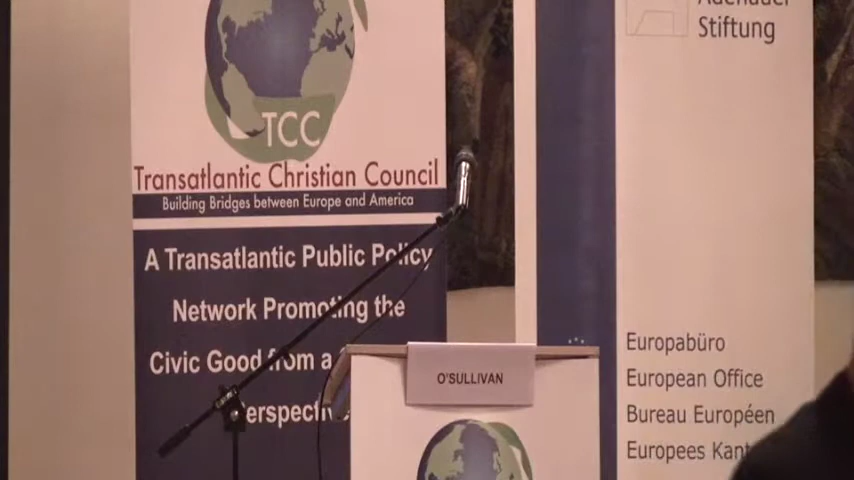 TCC
Transatlantic Christian Council
Building Bridges between Europe and America
A Transatlantic Public Policy
Network Promoting the
Civic Good from a
Stiftung
Europabüro
European Office
Bureau Européen
Europees
O'SULLIVAN